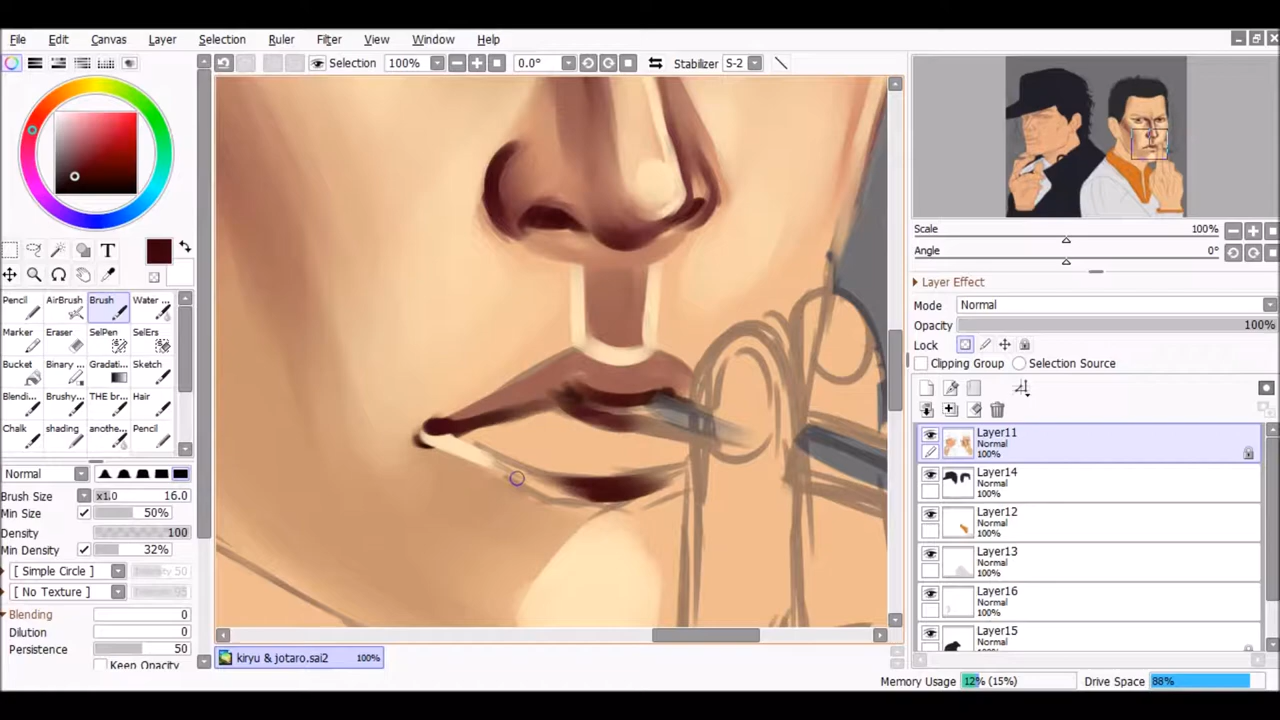 File Edit Canvas Layer Selection Ruler Filter View Window Help
Selection 100% 0.0° Stabilizer S-2
Scale 100%
Angle 0°
Layer Effect
Mode Normal
Opacity 100%
Lock
Clipping Group Selection Source
T
Pencil AirBrush Brush Water ...
Marker Eraser SelPen SelErs
Bucket Binary ... Gradati... Sketch
Blendi... Brushy... THE br... Hair
Chalk shading anothe... Pencil
Normal
Brush Size x1.0 16.0
Min Size 50%
Density 100
Min Density 32%
[ Simple Circle ] Intensity 50
[ No Texture ] Intensity 95
Blending 0
Dilution 0
Persistence 50
Keep Opacity
Layer11
Normal
100%
Layer14
Normal
100%
Layer12
Normal
100%
Layer13
Normal
100%
Layer16
Normal
100%
Layer15
Normal
kiryu & jotaro.sai2 100%
Memory Usage 12% (15%) Drive Space 88%